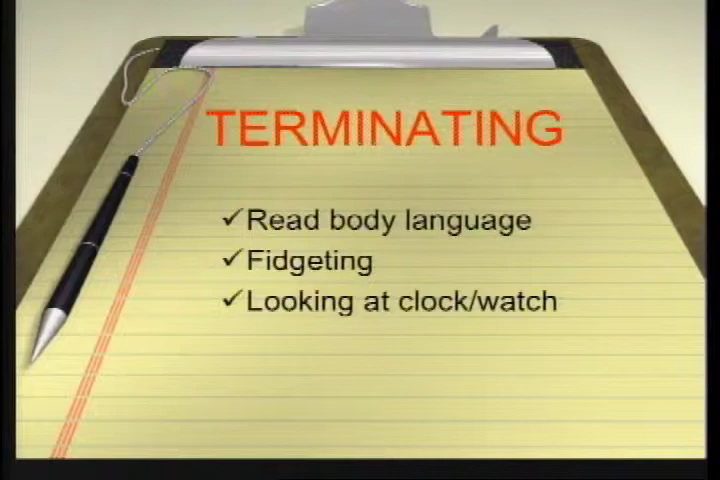 TERMINATING
✓Read body language
✓Fidgeting
✓Looking at clock/watch